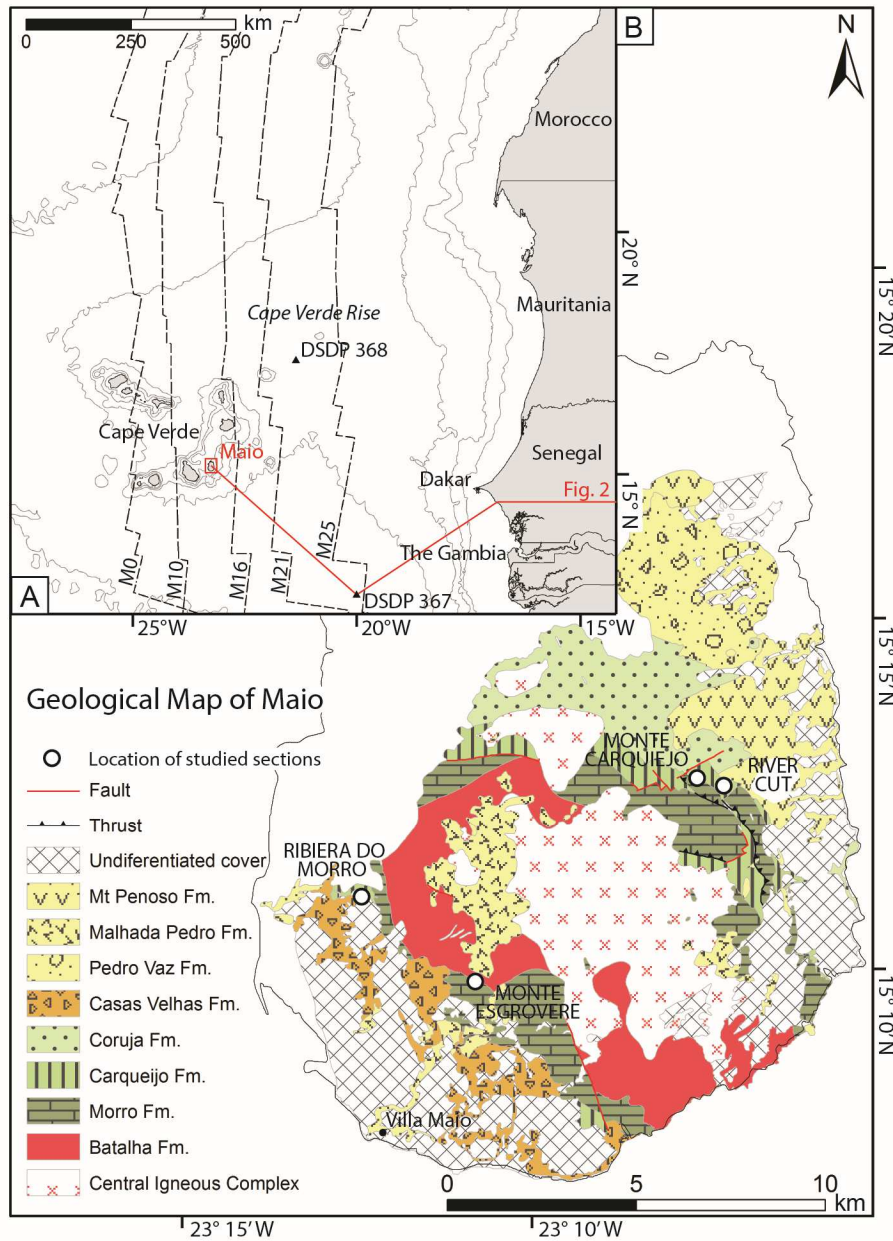 km
0
250
500
B
N
Morocco
20° N
Mauritania
15° 20'N
Cape Verde Rise
DSDP 368
Cape Verde
Maio
Senegal
Dakar
Fig. 2
15° N
The Gambia
M0
M10
M16
M21
M25
A
DSDP 367
25°W
20°W
15°W
15° 15'N
Geological Map of Maio
Location of studied sections
Fault
Thrust
Undiferentiated cover
Mt Penoso Fm.
Malhada Pedro Fm.
Pedro Vaz Fm.
Casas Velhas Fm.
Coruja Fm.
Carqueijo Fm.
Morro Fm.
Batalha Fm.
Central Igneous Complex
MONTE
CARQUIEJO
RIVER
CUT
RIBIERA DO
MORRO
MONTE
ESGROVERE
15° 10'N
Villa Maio
0
5
10
km
23° 15'W
23° 10'W